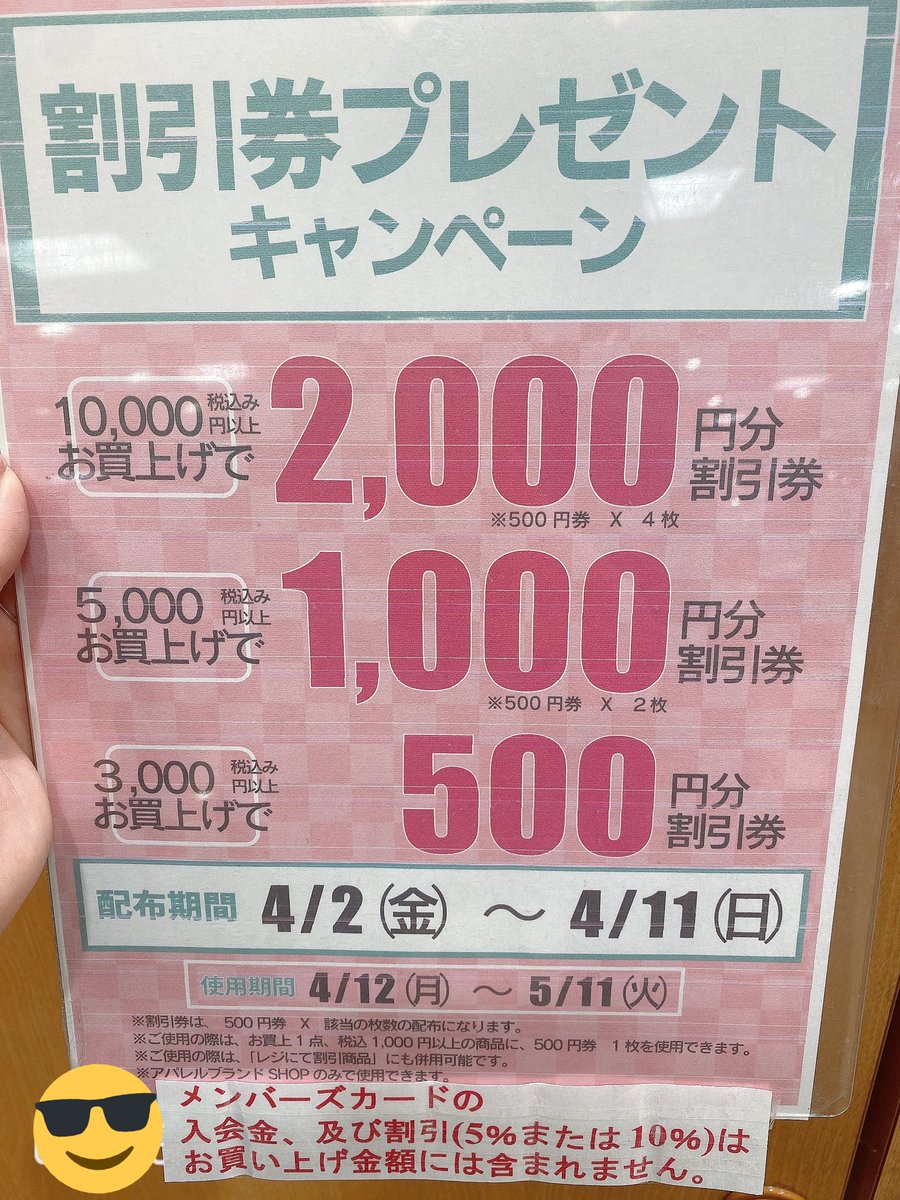 割引券プレゼント
キャンペーン
10,000 税込み円以上
お買上げで
2,000 円分割引券
※500円券 X 4枚
5,000 税込み円以上
お買上げで
1,000 円分割引券
※500円券 X 2枚
3,000 税込み円以上
お買上げで
500 円分割引券
配布期間 4/2(金) ～ 4/11(日)
使用期間 4/12(月) ～ 5/11(火)
※割引券は、500円券 X 該当の枚数の配布になります。
※ご使用の際は、お買上1点、税込1,000円以上の商品に、500円券 1枚を使用できます。
※ご使用の際は、「レジにて割引商品」にも併用可能です。
※アパレルブランドSHOPのみで使用できます。
メンバーズカードの
入会金、及び割引(5%または10%)は
お買い上げ金額には含まれません。